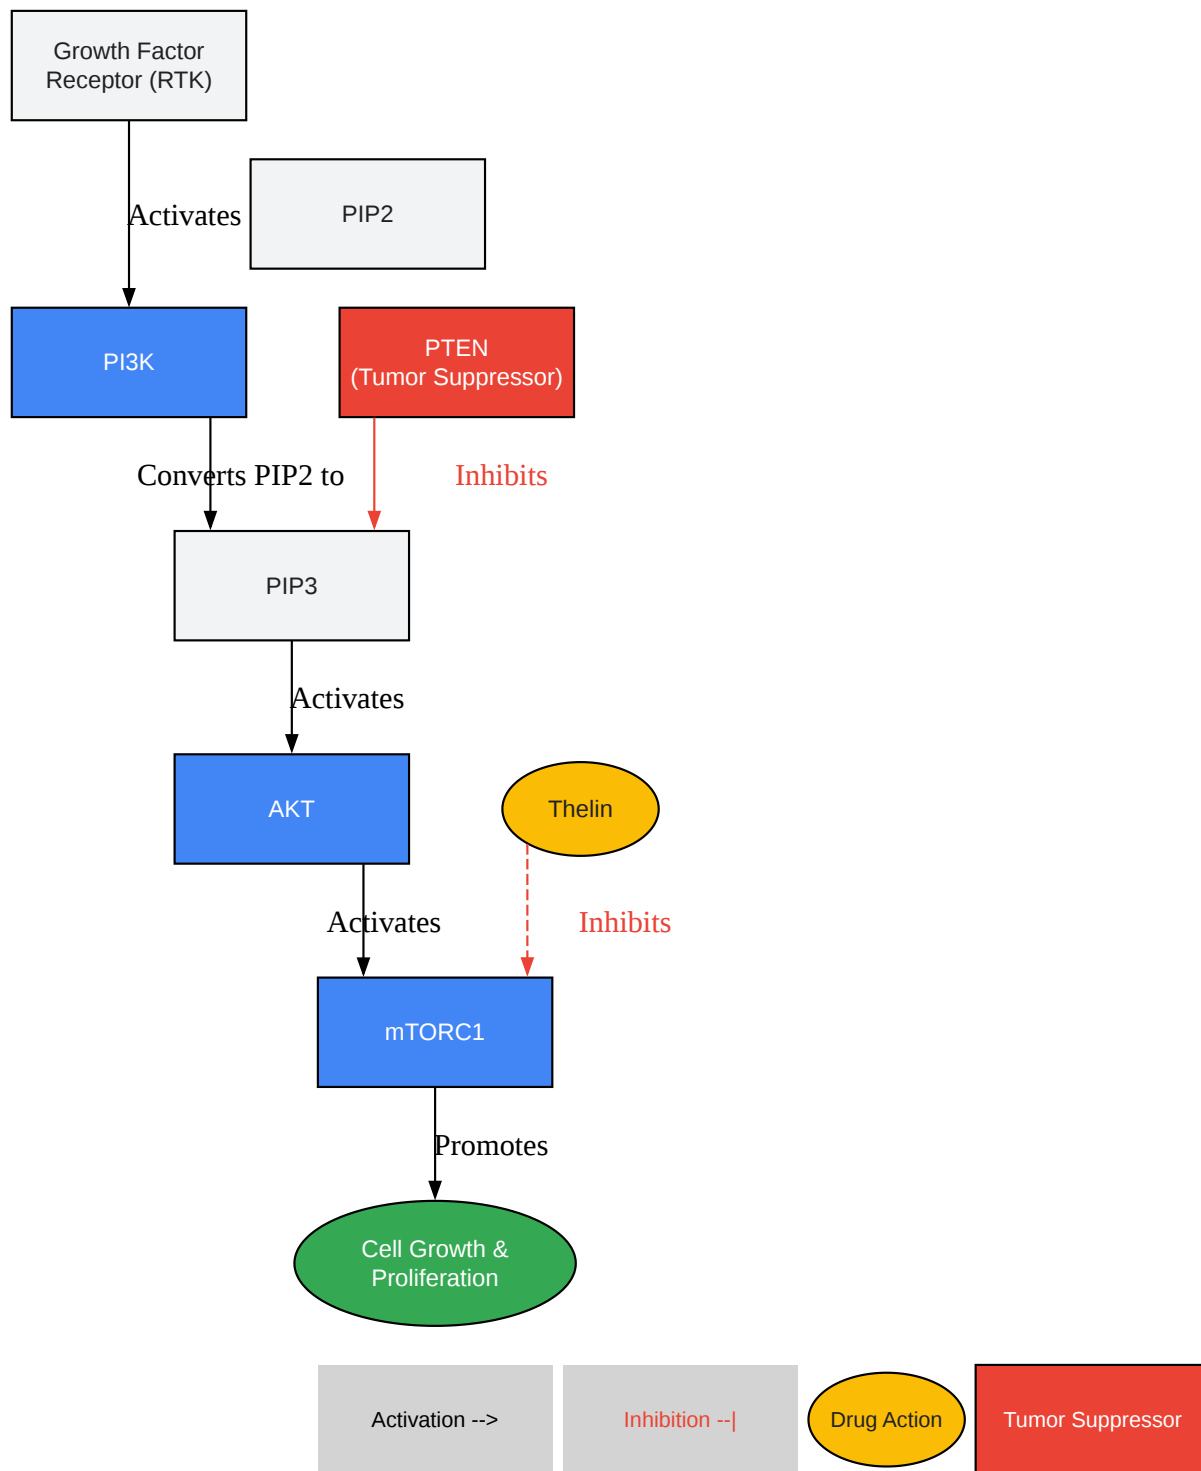 Growth Factor
Receptor (RTK)
Activates
PIP2
PI3K
PTEN
(Tumor Suppressor)
Converts PIP2 to
Inhibits
PIP3
Activates
AKT
Thelin
Activates
Inhibits
mTORC1
Promotes
Cell Growth &
Proliferation
Activation -->
Inhibition --|
Drug Action
Tumor Suppressor